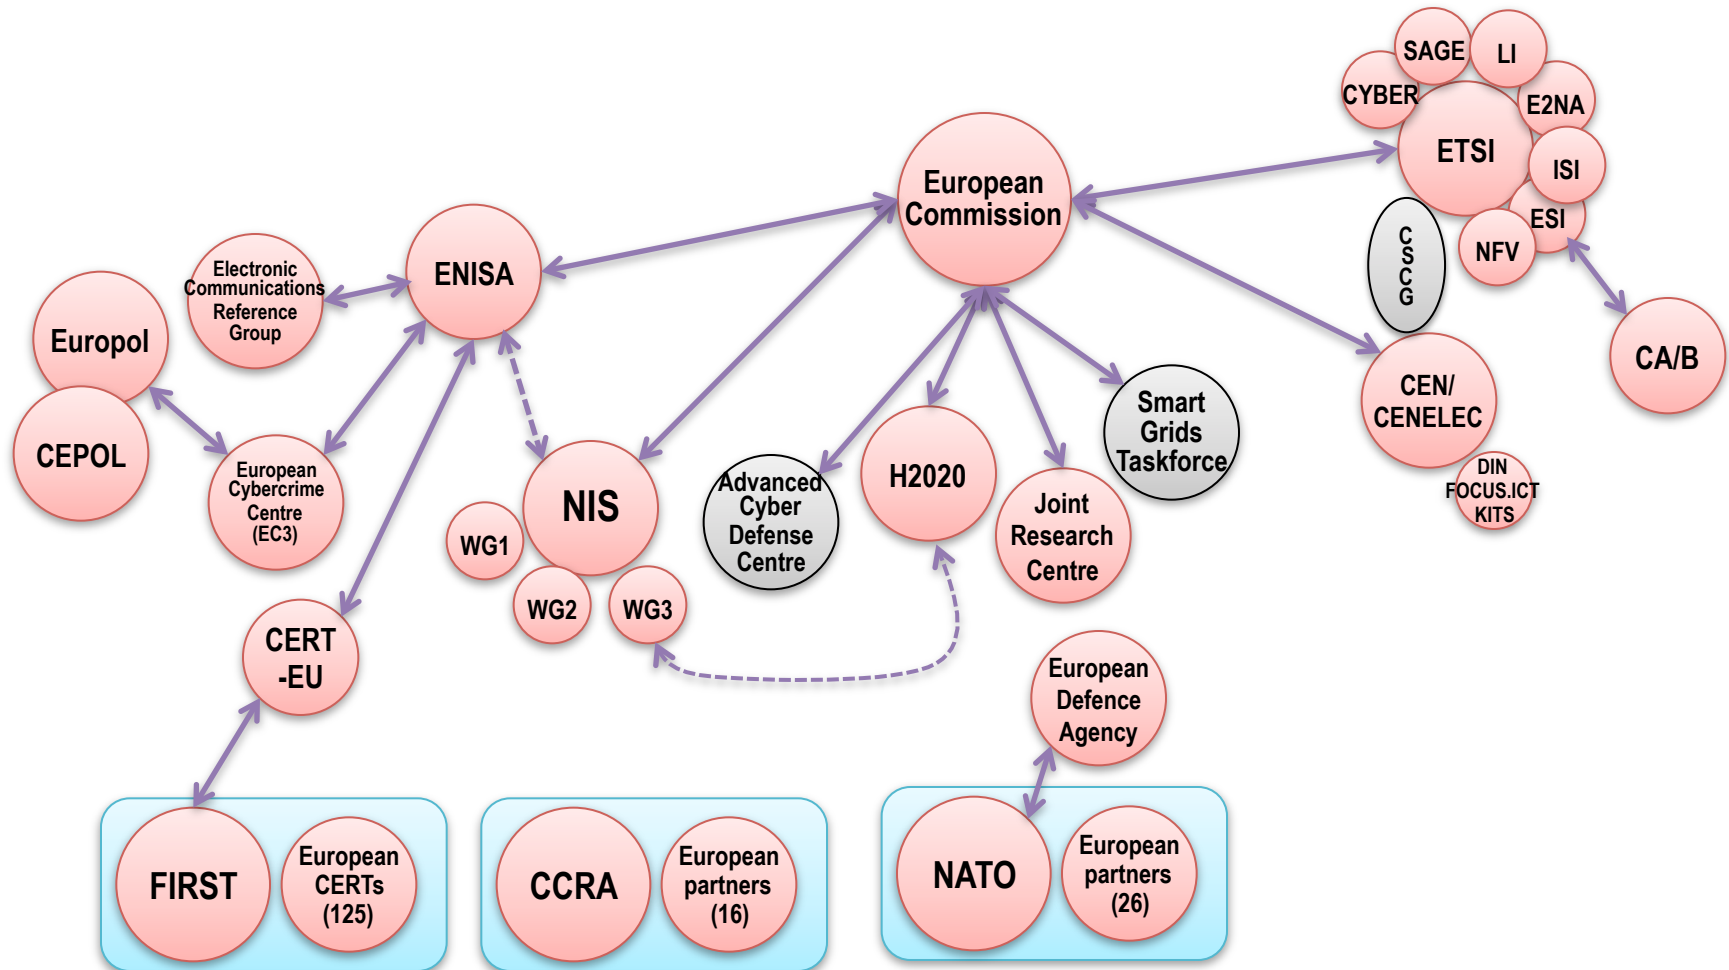 SAGE
LI
CYBER
E2NA
ETSI
ISI
ESI
NFV
European
Commission
C
S
C
G
ENISA
Electronic
Communications
Reference
Group
Europol
CEPOL
European
Cybercrime
Centre
(EC3)
CA/B
CEN/
CENELEC
DIN
FOCUS.ICT
KITS
Smart
Grids
Taskforce
H2020
Advanced
Cyber
Defense
Centre
Joint
Research
Centre
NIS
WG1
WG2
WG3
CERT
-EU
European
Defence
Agency
FIRST
European
CERTs
(125)
CCRA
European
partners
(16)
NATO
European
partners
(26)